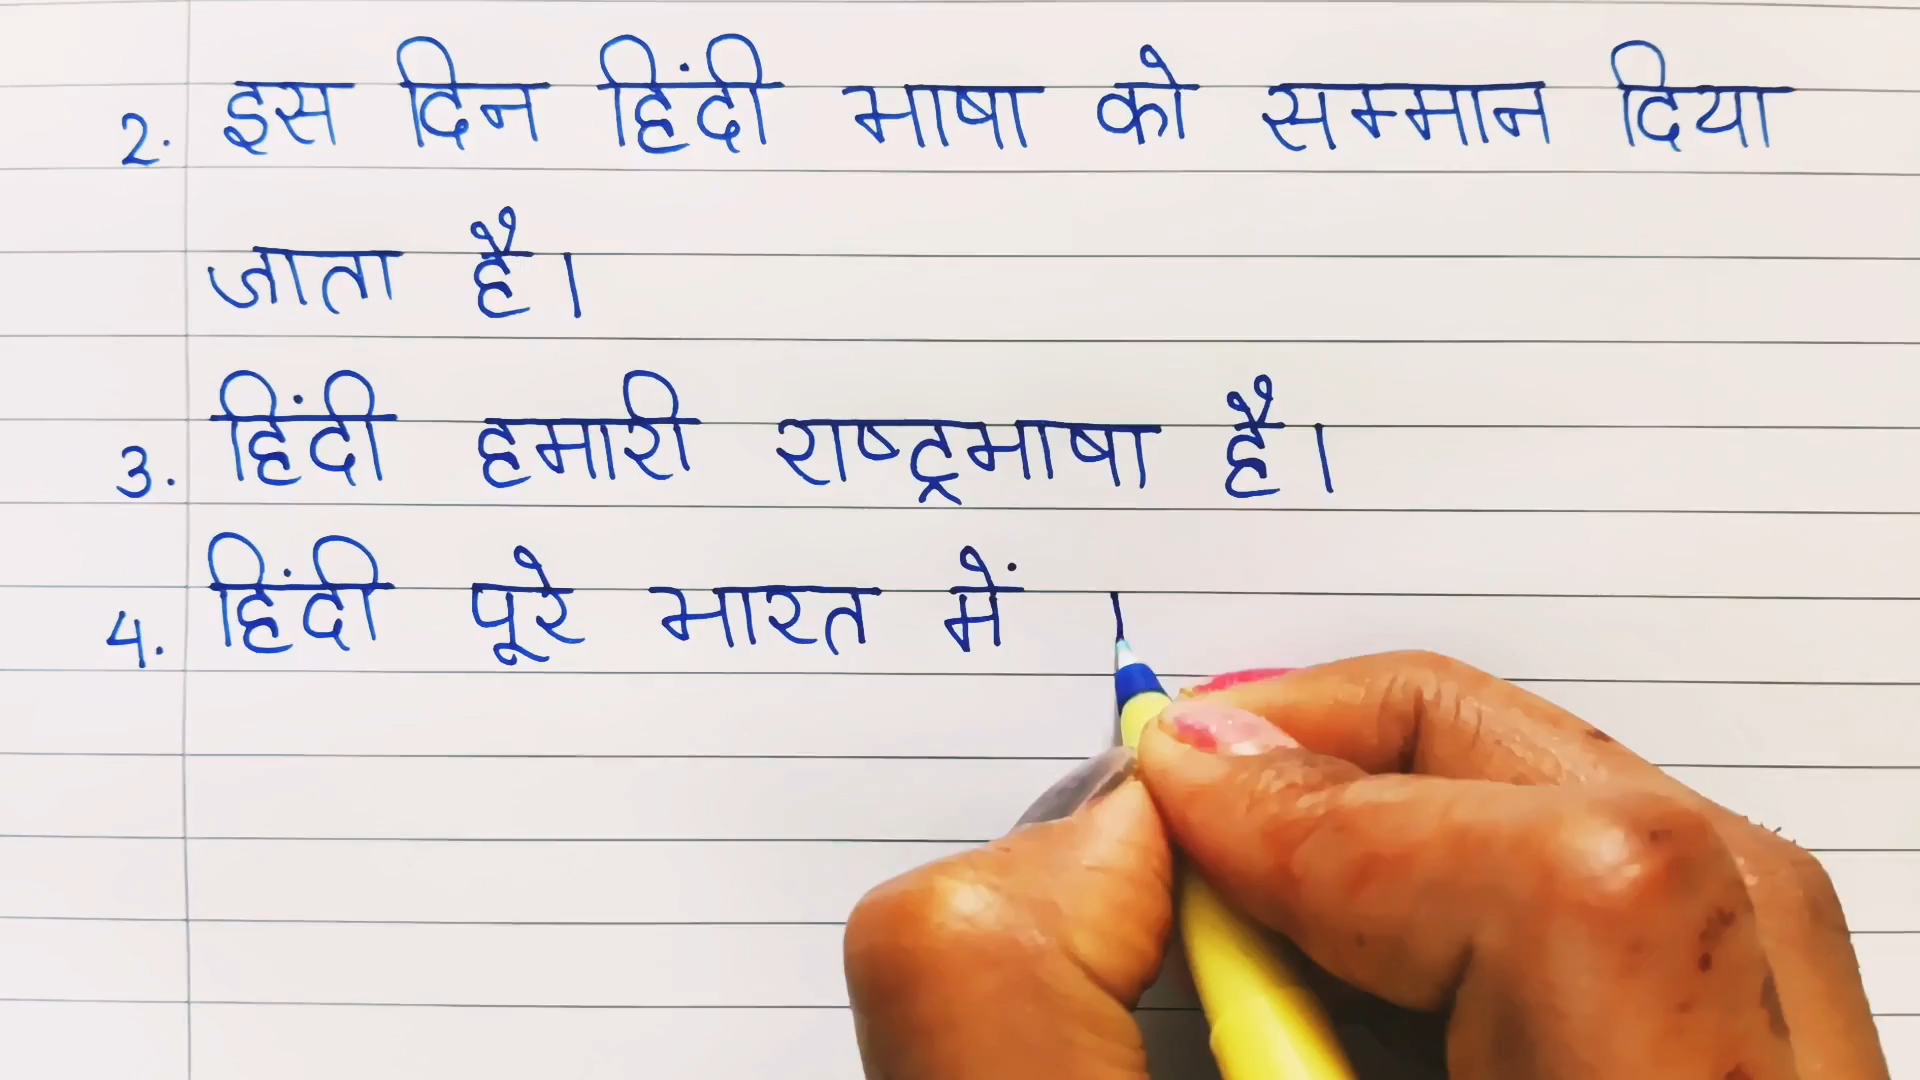 2. इस दिन हिंदी भाषा को सम्मान दिया
जाता है।
3. हिंदी हमारी राष्ट्रभाषा है।
4. हिंदी पूरे भारत में